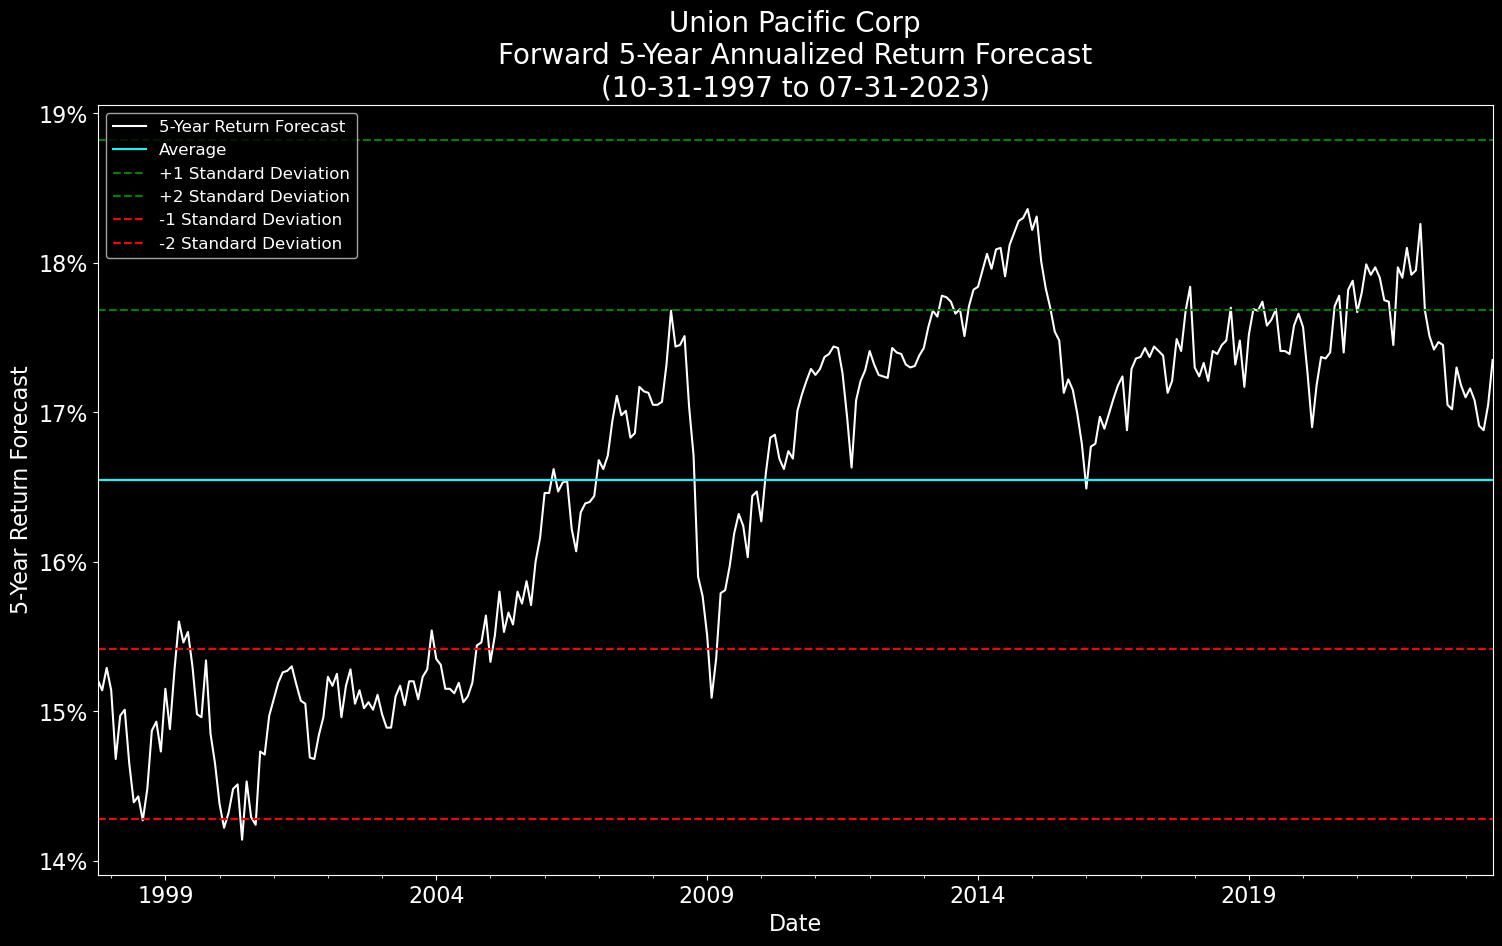 Union Pacific Corp
Forward 5-Year Annualized Return Forecast
(10-31-1997 to 07-31-2023)
19%
18%
17%
16%
15%
14%
5-Year Return Forecast
5-Year Return Forecast
Average
+1 Standard Deviation
+2 Standard Deviation
-1 Standard Deviation
-2 Standard Deviation
1999
2004
2009
2014
2019
Date